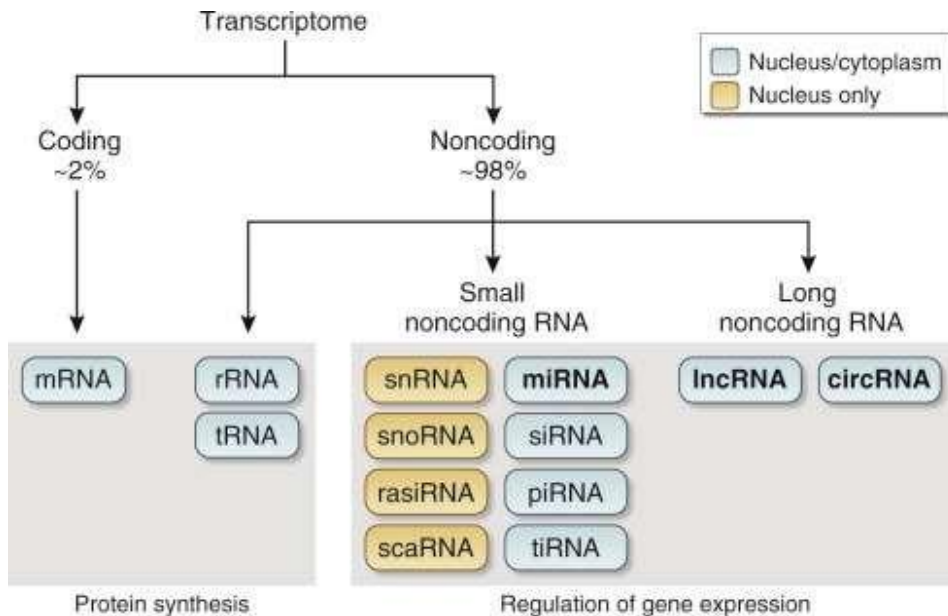 Transcriptome
Nucleus/cytoplasm
Nucleus only
Coding
~2%
Noncoding
~98%
Small
noncoding RNA
Long
noncoding RNA
mRNA
rRNA
tRNA
snRNA
miRNA
snoRNA
siRNA
rasiRNA
piRNA
scaRNA
tiRNA
lncRNA
circRNA
Protein synthesis
Regulation of gene expression